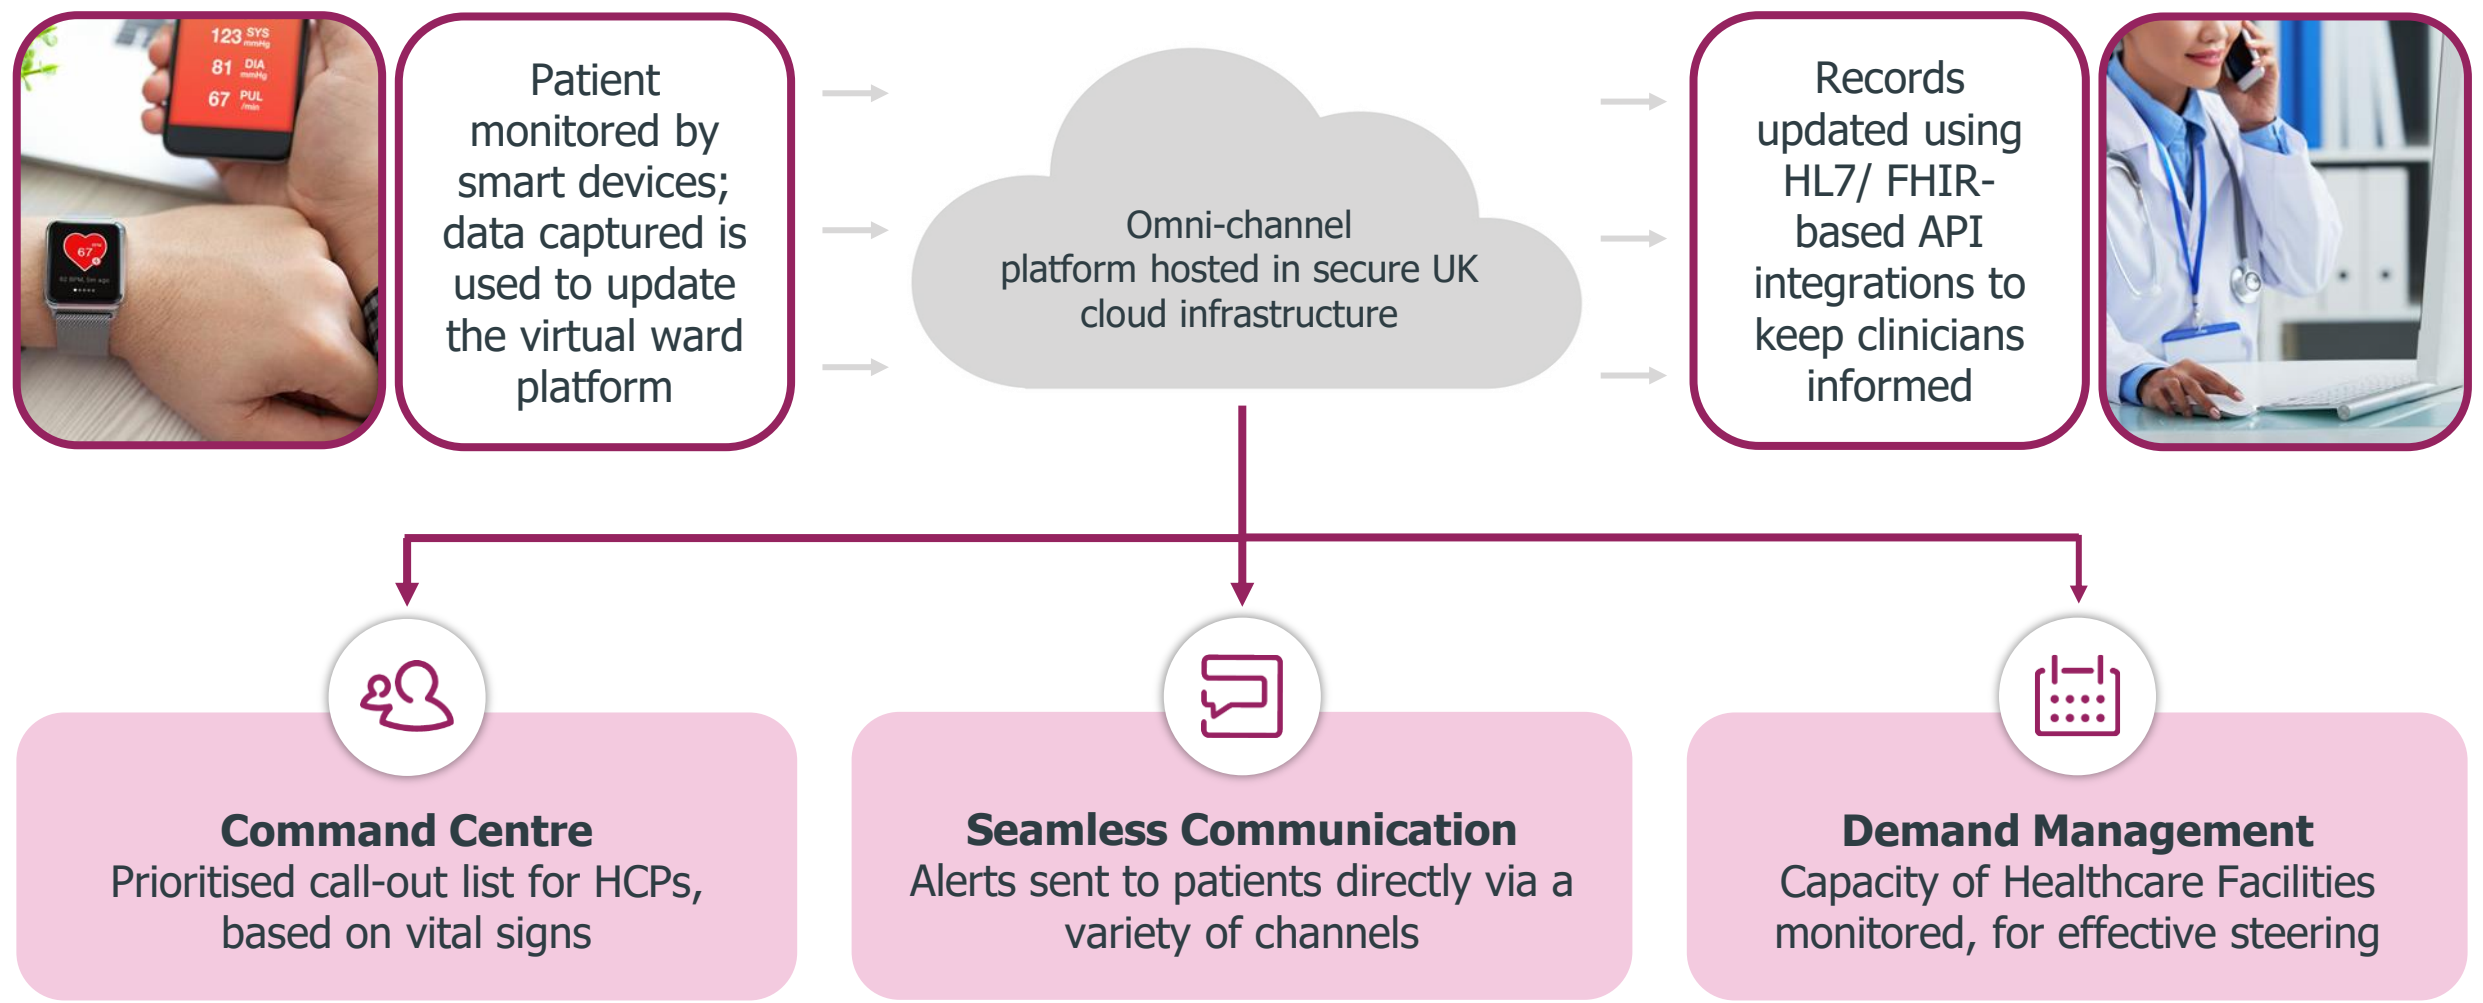 123 SYS
mmHg
81 DIA
mmHg
67 PUL
/min
67
Patient
monitored by
smart devices;
data captured is
used to update
the virtual ward
platform
Omni-channel
platform hosted in secure UK
cloud infrastructure
Records
updated using
HL7/ FHIR-
based API
integrations to
keep clinicians
informed
Command Centre
Prioritised call-out list for HCPs,
based on vital signs
Seamless Communication
Alerts sent to patients directly via a
variety of channels
Demand Management
Capacity of Healthcare Facilities
monitored, for effective steering